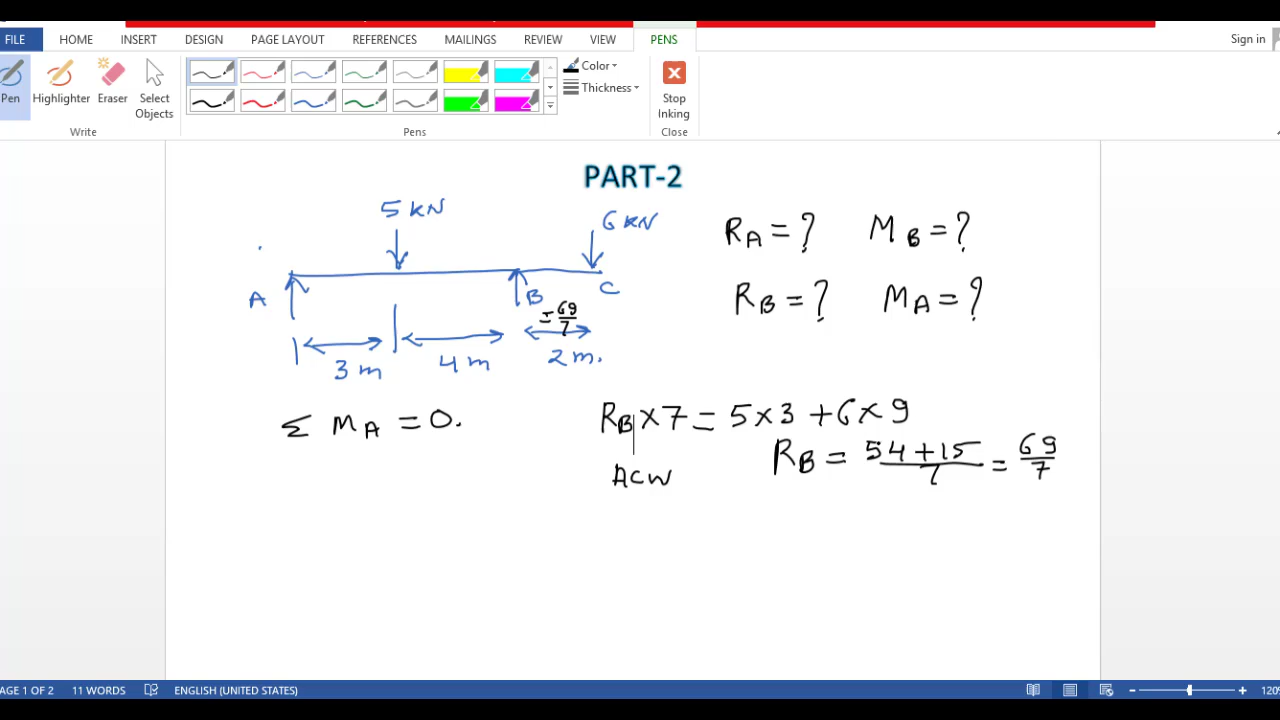 FILE HOME INSERT DESIGN PAGE LAYOUT REFERENCES MAILINGS REVIEW VIEW PENS Sign in
Pen Highlighter Eraser Select Objects
Color
Thickness
Stop Inking
Write Pens Close
PART-2
5 kN
6 kN
RA = ? MB = ?
A B C
RB = ? MA = ?
= 69/7
3 m 4 m 2 m.
Σ MA = 0.
RB × 7 = 5 × 3 + 6 × 9
ACW
RB = 54 + 15 / 7 = 69/7
PAGE 1 OF 2 11 WORDS ENGLISH (UNITED STATES) 120%